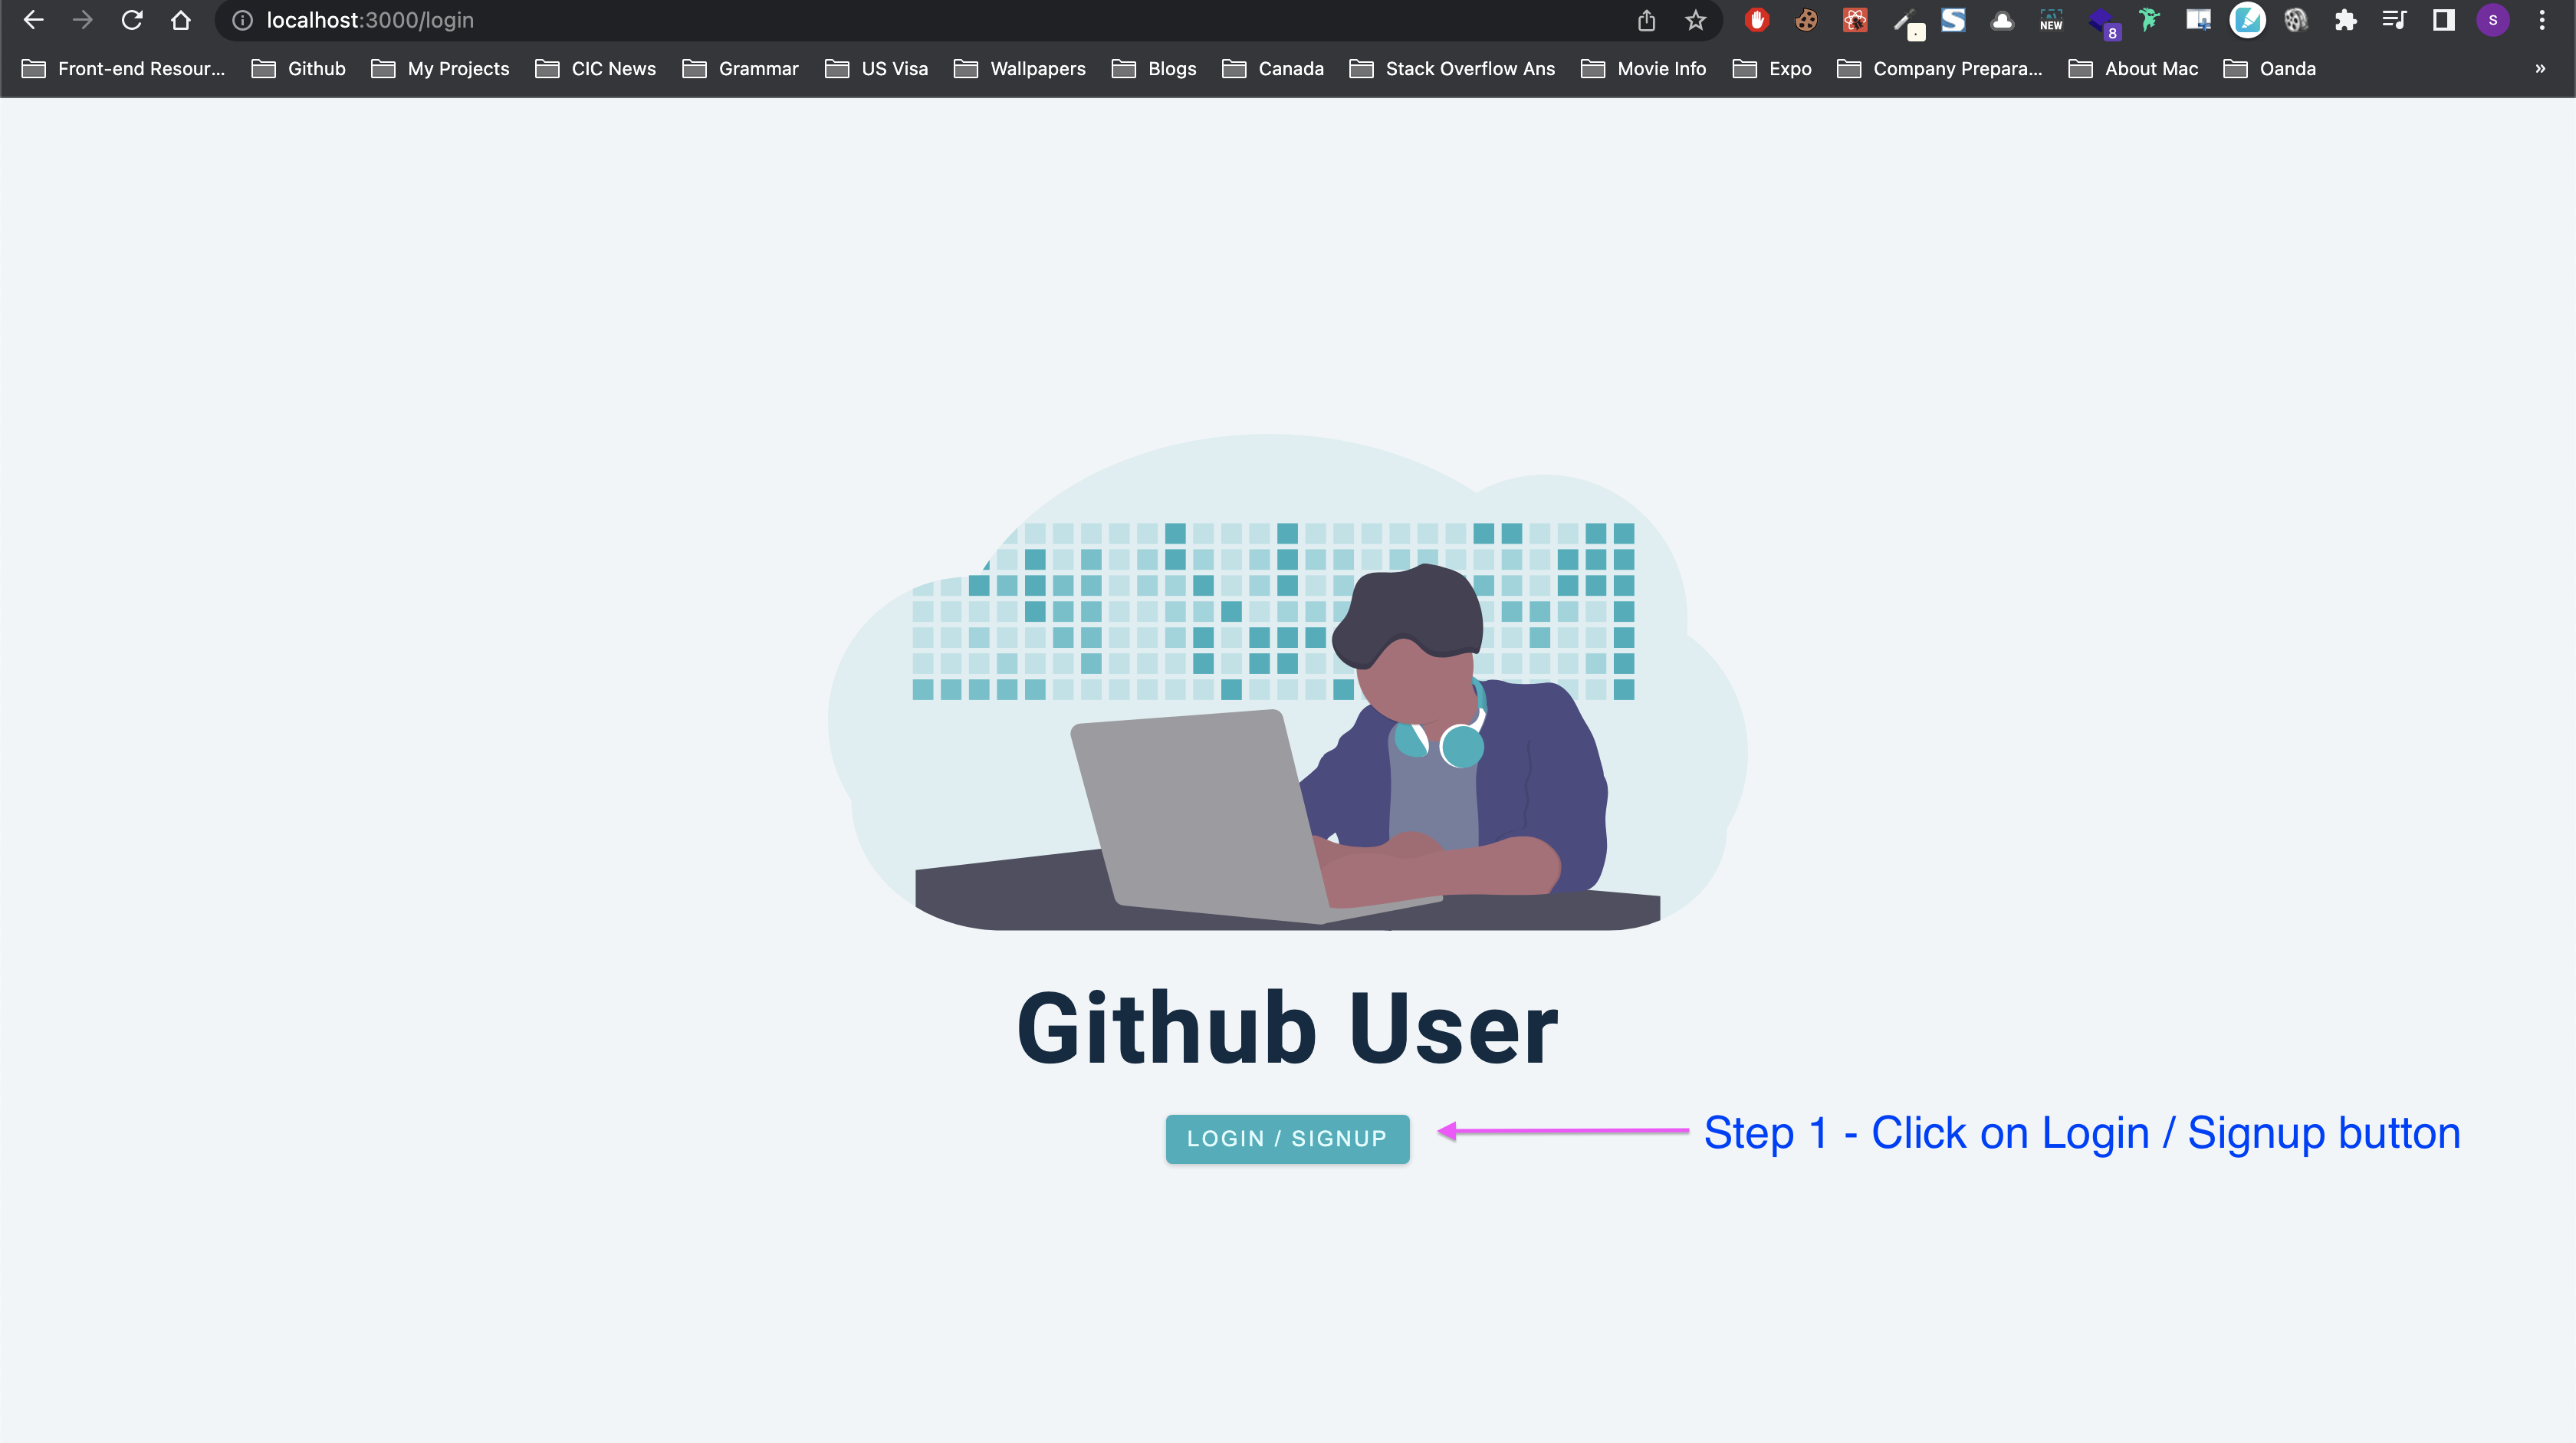 localhost:3000/login
NEW
8
S
Front-end Resour...
Github
My Projects
CIC News
Grammar
US Visa
Wallpapers
Blogs
Canada
Stack Overflow Ans
Movie Info
Expo
Company Prepara...
About Mac
Oanda
»
Github User
LOGIN / SIGNUP
Step 1 - Click on Login / Signup button